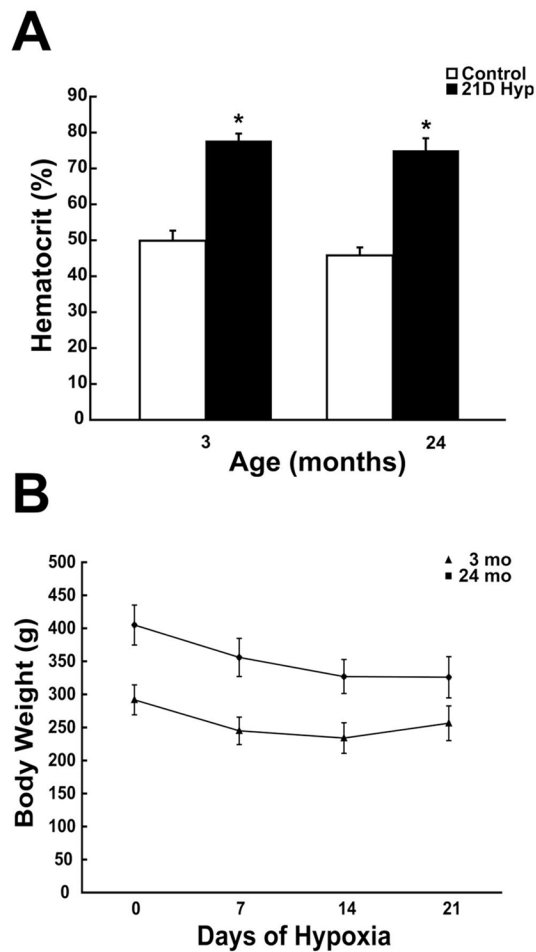 A
Control
21D Hyp
90
80
70
60
50
40
30
20
10
0
Hematocrit (%)
* *
3 24
Age (months)
B
3 mo
24 mo
500
450
400
350
300
250
200
150
100
50
0
Body Weight (g)
0 7 14 21
Days of Hypoxia